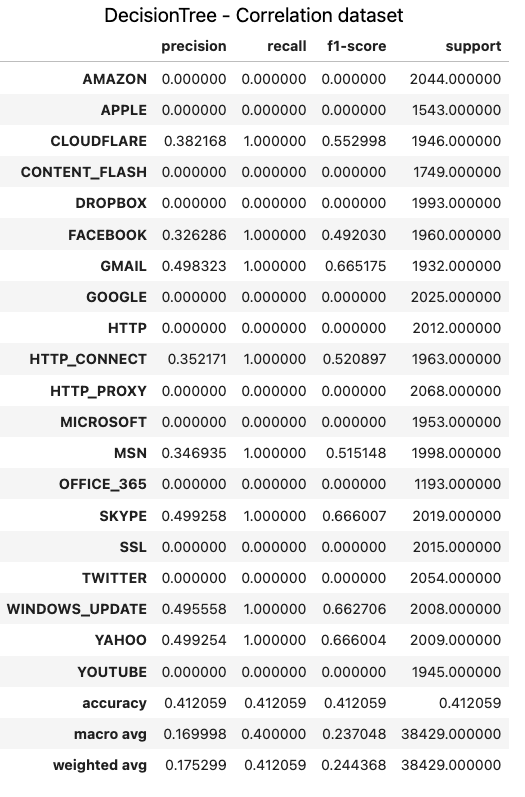 DecisionTree - Correlation dataset
precision recall f1-score support
AMAZON 0.000000 0.000000 0.000000 2044.000000
APPLE 0.000000 0.000000 0.000000 1543.000000
CLOUDFLARE 0.382168 1.000000 0.552998 1946.000000
CONTENT_FLASH 0.000000 0.000000 0.000000 1749.000000
DROPBOX 0.000000 0.000000 0.000000 1993.000000
FACEBOOK 0.326286 1.000000 0.492030 1960.000000
GMAIL 0.498323 1.000000 0.665175 1932.000000
GOOGLE 0.000000 0.000000 0.000000 2025.000000
HTTP 0.000000 0.000000 0.000000 2012.000000
HTTP_CONNECT 0.352171 1.000000 0.520897 1963.000000
HTTP_PROXY 0.000000 0.000000 0.000000 2068.000000
MICROSOFT 0.000000 0.000000 0.000000 1953.000000
MSN 0.346935 1.000000 0.515148 1998.000000
OFFICE_365 0.000000 0.000000 0.000000 1193.000000
SKYPE 0.499258 1.000000 0.666007 2019.000000
SSL 0.000000 0.000000 0.000000 2015.000000
TWITTER 0.000000 0.000000 0.000000 2054.000000
WINDOWS_UPDATE 0.495558 1.000000 0.662706 2008.000000
YAHOO 0.499254 1.000000 0.666004 2009.000000
YOUTUBE 0.000000 0.000000 0.000000 1945.000000
accuracy 0.412059 0.412059 0.412059 0.412059
macro avg 0.169998 0.400000 0.237048 38429.000000
weighted avg 0.175299 0.412059 0.244368 38429.000000